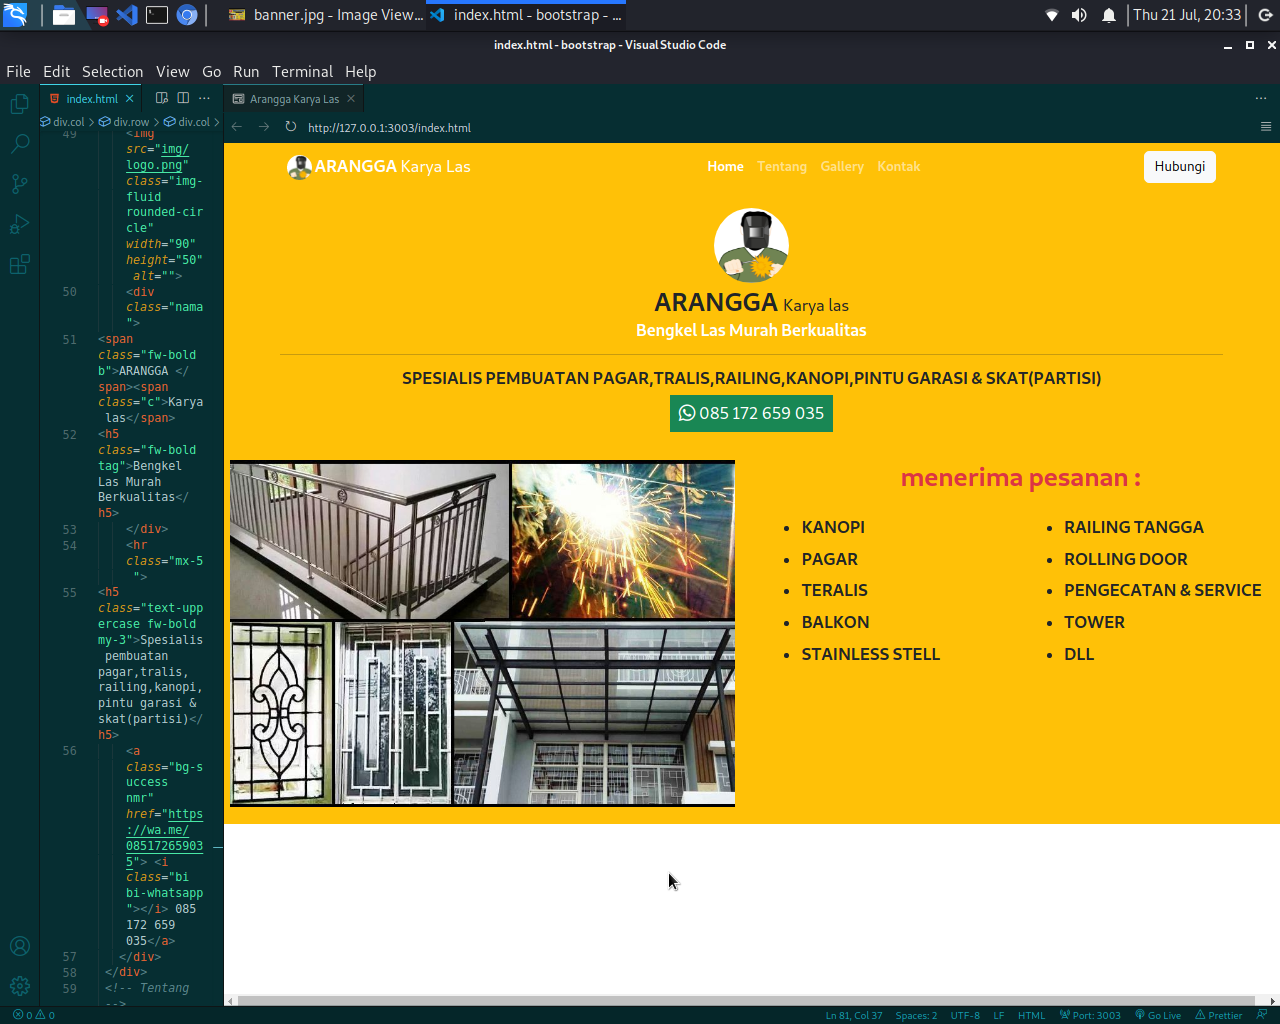 banner.jpg - Image View...
index.html - bootstrap - ...
Thu 21 Jul, 20:33
index.html - bootstrap - Visual Studio Code
File Edit Selection View Go Run Terminal Help
index.html
Arangga Karya Las
div.col > div.row > div.col >
http://127.0.0.1:3003/index.html
49 <img
src="img/
logo.png"
class="img-
fluid
rounded-cir
cle"
width="90"
height="50"
alt="">
50 <div
class="nama
">
51 <span
class="fw-bold
b">ARANGGA </
span><span
class="c">Karya
las</span>
52 <h5
class="fw-bold
tag">Bengkel
Las Murah
Berkualitas</
h5>
53 </div>
54 <hr
class="mx-5
">
55 <h5
class="text-upp
ercase fw-bold
my-3">Spesialis
pembuatan
pagar,tralis,
railing,kanopi,
pintu garasi &
skat(partisi)</
h5>
56 <a
class="bg-s
uccess
nmr"
href="https
://wa.me/
08517265903
5"> <i
class="bi
bi-whatsapp
"></i> 085
172 659
035</a>
57 </div>
58 </div>
59 <!-- Tentang
-->
ARANGGA Karya Las
Home Tentang Gallery Kontak
Hubungi
ARANGGA Karya las
Bengkel Las Murah Berkualitas
SPESIALIS PEMBUATAN PAGAR,TRALIS,RAILING,KANOPI,PINTU GARASI & SKAT(PARTISI)
085 172 659 035
menerima pesanan :
• KANOPI
• PAGAR
• TERALIS
• BALKON
• STAINLESS STELL
• RAILING TANGGA
• ROLLING DOOR
• PENGECATAN & SERVICE
• TOWER
• DLL
0 0
Ln 81, Col 37 Spaces: 2 UTF-8 LF HTML Port: 3003 Go Live Prettier